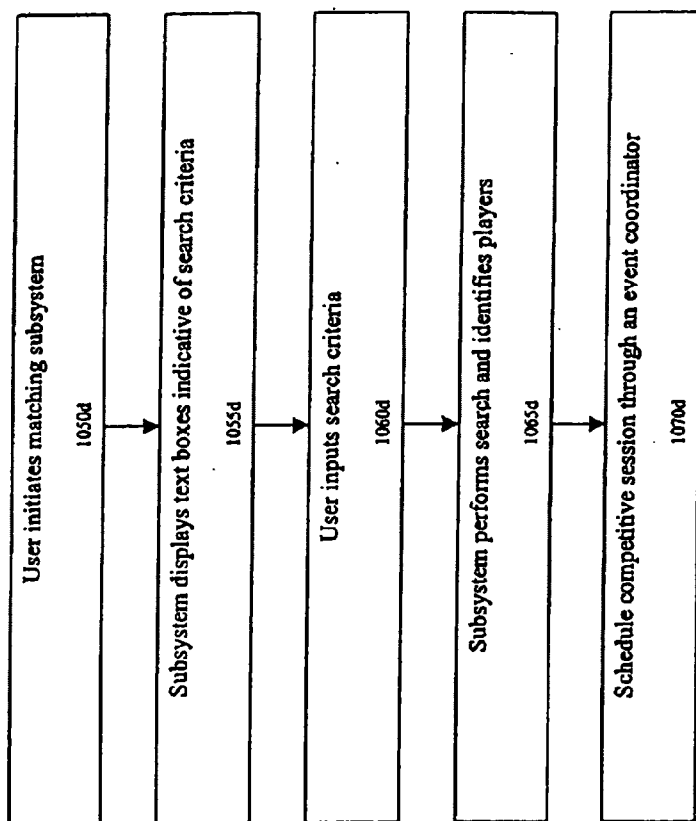 User initiates matching subsystem
1050d
Subsystem displays text boxes indicative of search criteria
1055d
User inputs search criteria
1060d
Subsystem performs search and identifies players
1065d
Schedule competitive session through an event coordinator
1070d